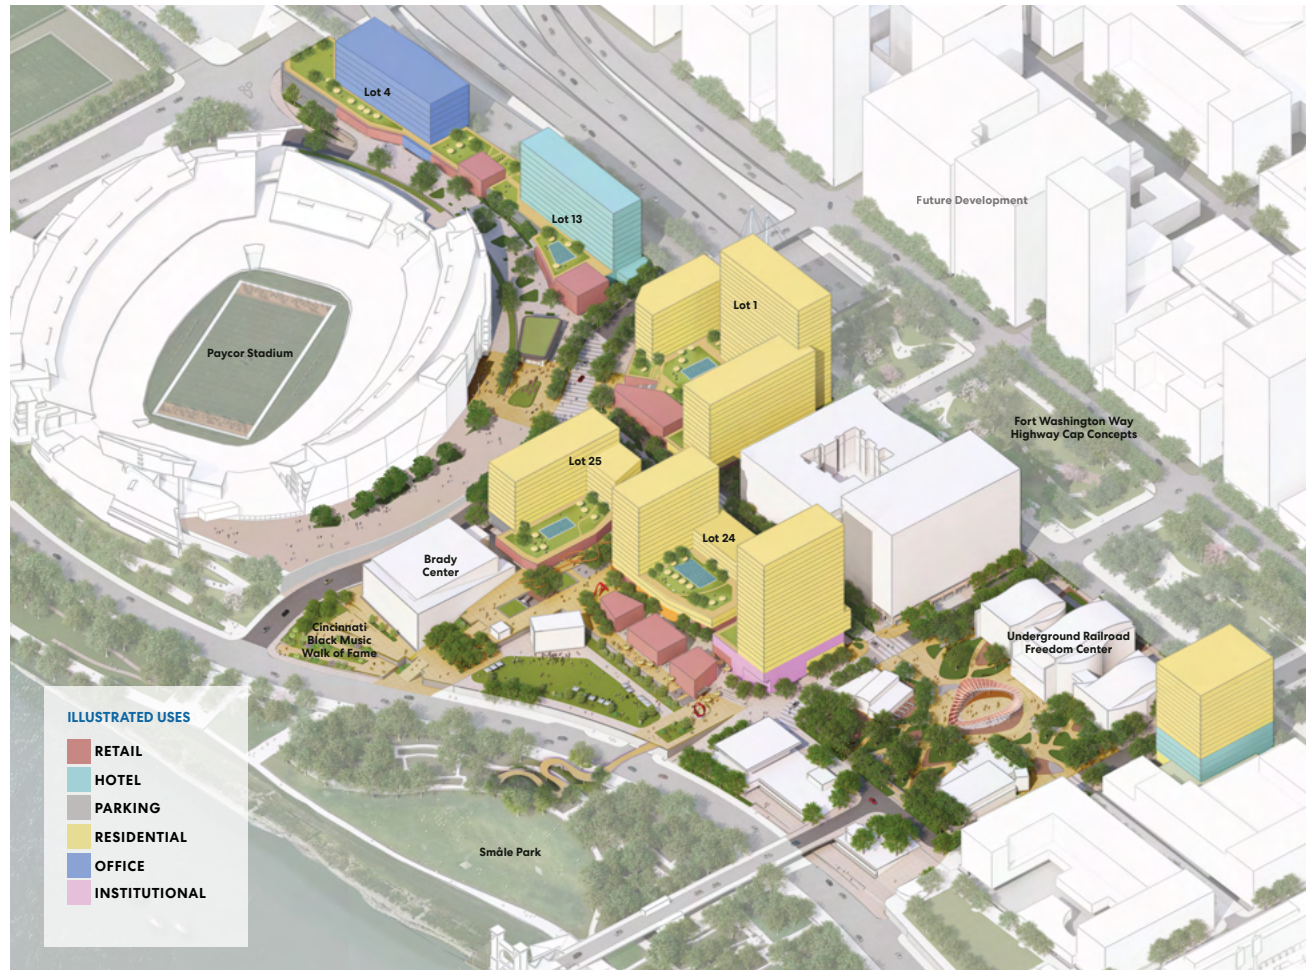 Lot 4
Lot 13
Future Development
Lot 1
Paycor Stadium
Fort Washington Way
Highway Cap Concepts
Lot 25
Lot 24
Brady
Center
Cincinnati
Black Music
Walk of Fame
Underground Railroad
Freedom Center
ILLUSTRATED USES
RETAIL
HOTEL
PARKING
RESIDENTIAL
OFFICE
INSTITUTIONAL
Småle Park